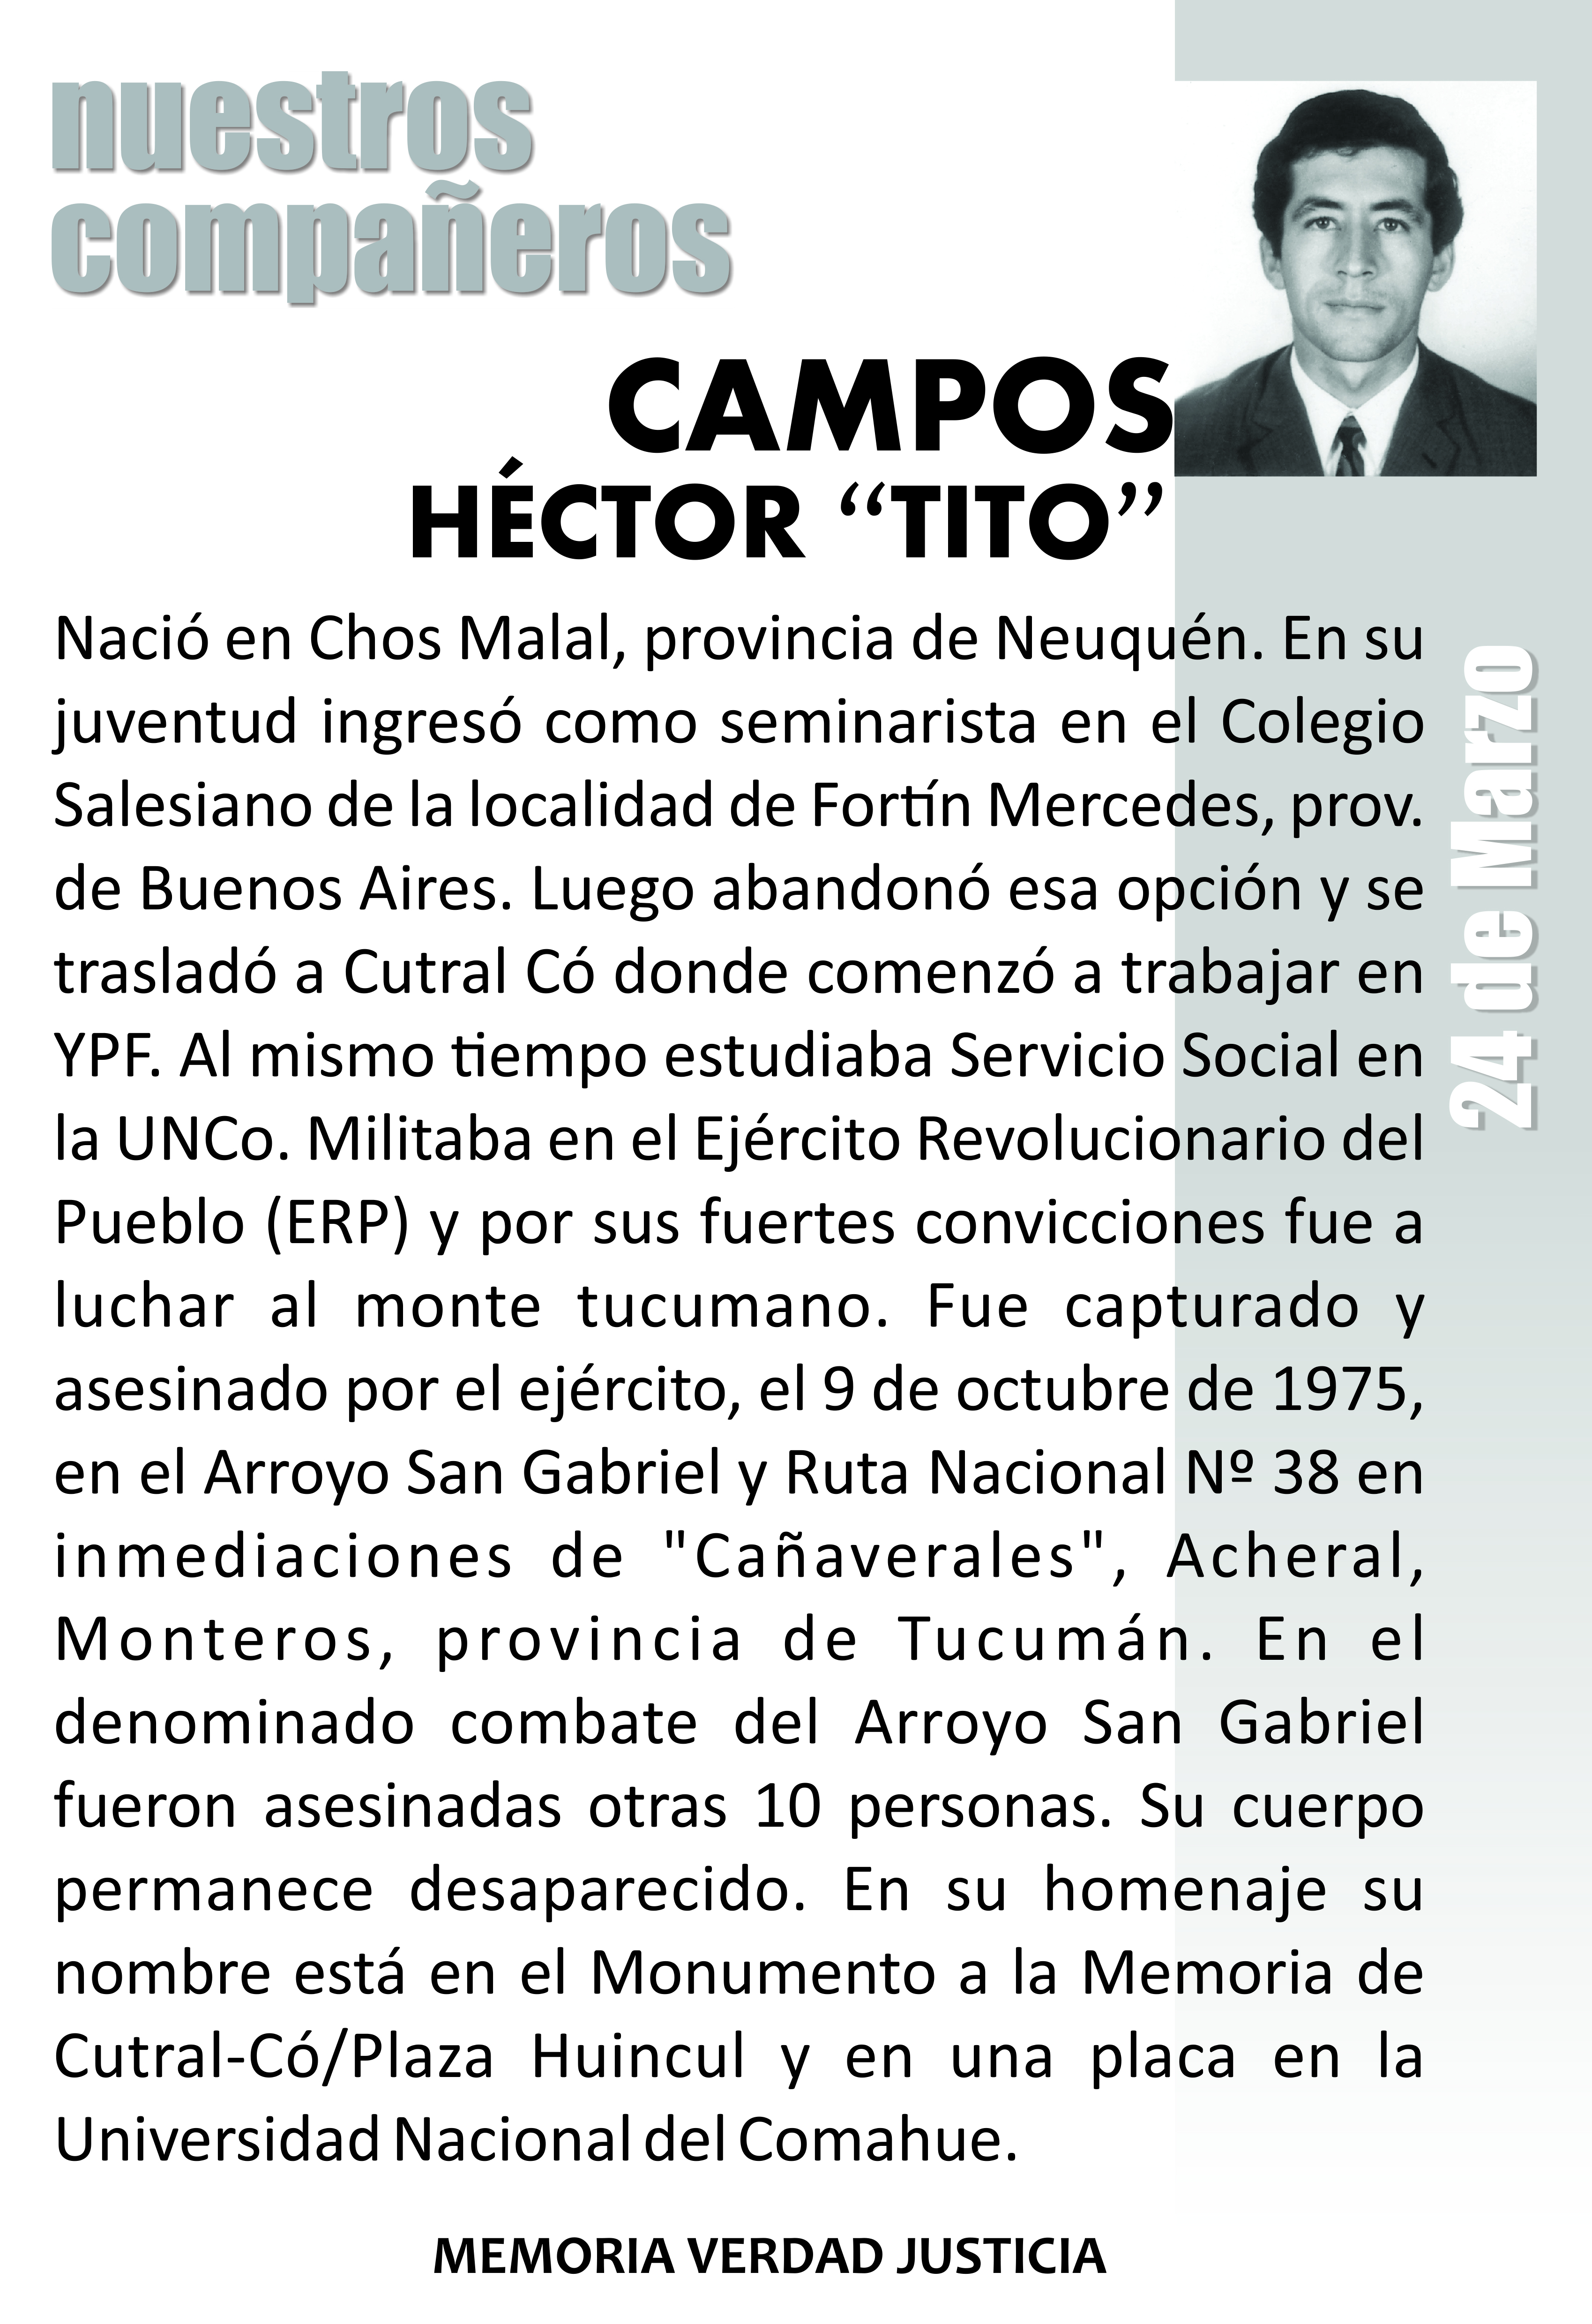 nuestros
compañeros
CAMPOS
HÉCTOR “TITO”
Nació en Chos Malal, provincia de Neuquén. En su
juventud ingresó como seminarista en el Colegio
Salesiano de la localidad de Fortín Mercedes, prov.
de Buenos Aires. Luego abandonó esa opción y se
trasladó a Cutral Có donde comenzó a trabajar en
YPF. Al mismo tiempo estudiaba Servicio Social en
la UNCo. Militaba en el Ejército Revolucionario del
Pueblo (ERP) y por sus fuertes convicciones fue a
luchar al monte tucumano. Fue capturado y
asesinado por el ejército, el 9 de octubre de 1975,
en el Arroyo San Gabriel y Ruta Nacional Nº 38 en
inmediaciones de "Cañaverales", Acheral,
Monteros, provincia de Tucumán. En el
denominado combate del Arroyo San Gabriel
fueron asesinadas otras 10 personas. Su cuerpo
permanece desaparecido. En su homenaje su
nombre está en el Monumento a la Memoria de
Cutral-Có/Plaza Huincul y en una placa en la
Universidad Nacional del Comahue.
24 de Marzo
MEMORIA VERDAD JUSTICIA